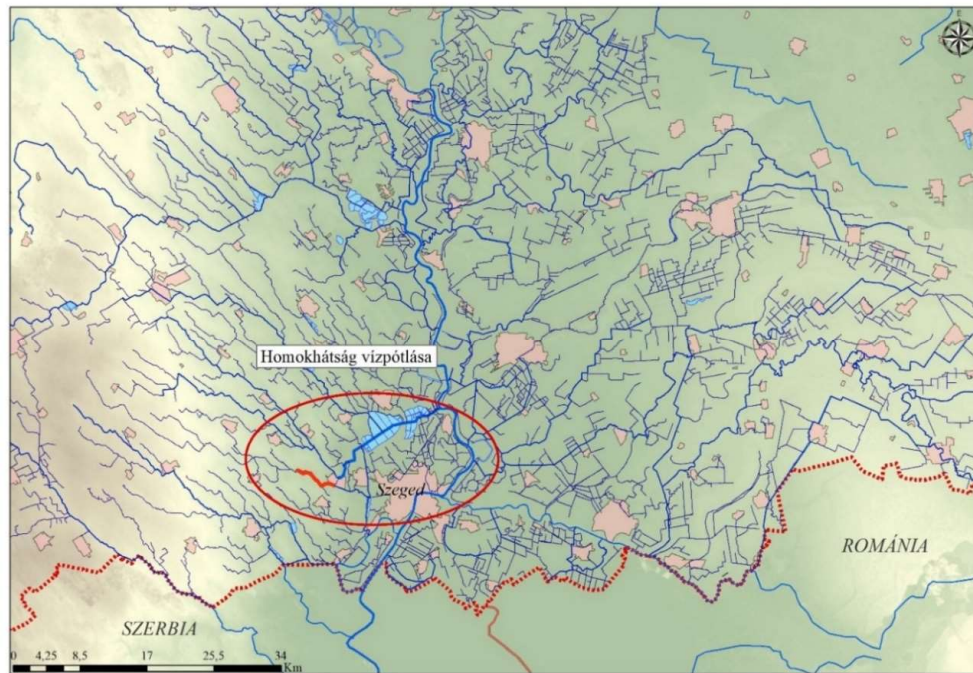 É
Homokhátság vízpótlása
Szeged
ROMÁNIA
SZERBIA
0 4,25 8,5 17 25,5 34
Km